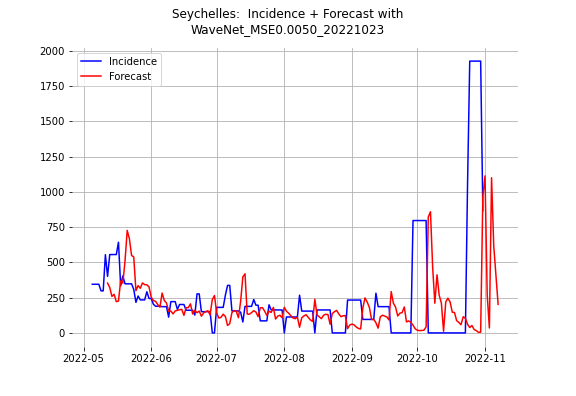 Seychelles:  Incidence + Forecast with
WaveNet_MSE0.0050_20221023
Incidence
Forecast
2000
1750
1500
1250
1000
750
500
250
0
2022-05 2022-06 2022-07 2022-08 2022-09 2022-10 2022-11